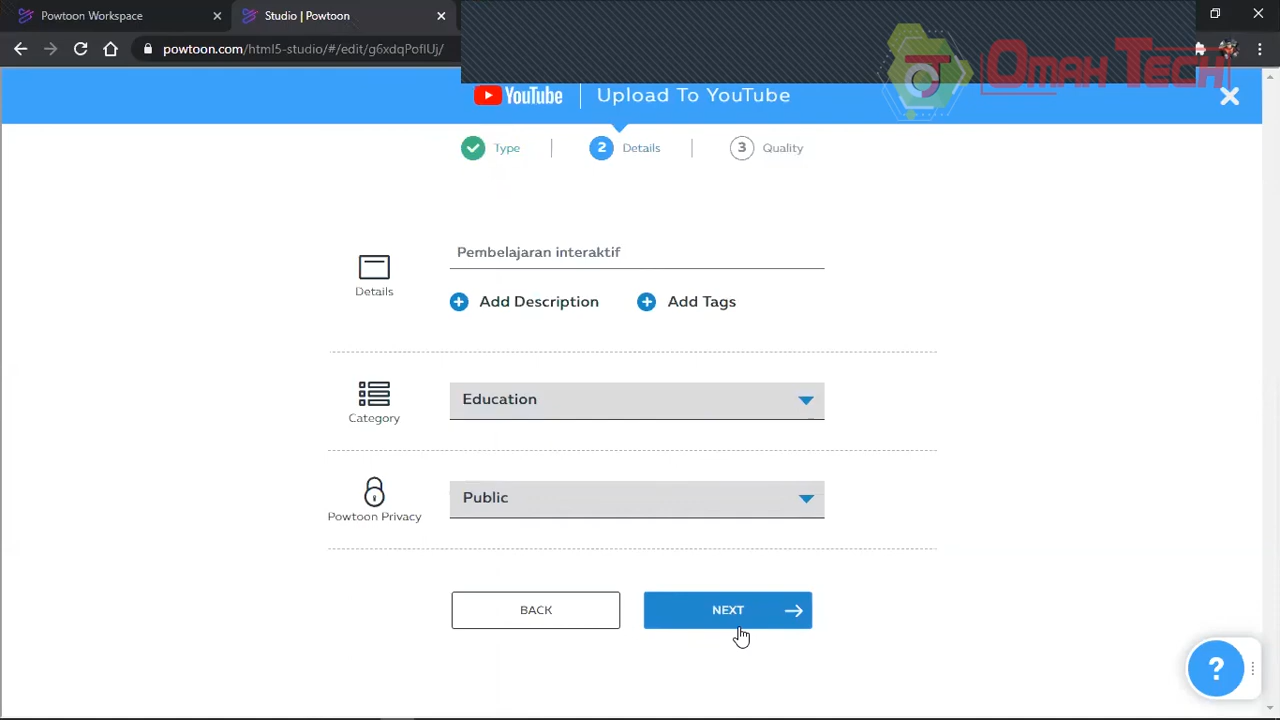 Powtoon Workspace
Studio | Powtoon
powtoon.com/html5-studio/#/edit/g6xdqPofIUj/
OMAH TECH
YouTube
Upload To YouTube
Type
2 Details
3 Quality
Pembelajaran interaktif
Details
Add Description
Add Tags
Education
Category
Public
Powtoon Privacy
BACK
NEXT
?